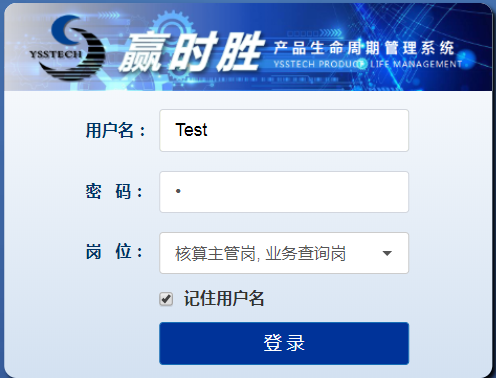 YSSTECH
赢时胜
产品生命周期管理系统
YSSTECH PRODUCT LIFE MANAGEMENT
用户名：
Test
密 码：
•
岗 位：
核算主管岗, 业务查询岗
记住用户名
登 录